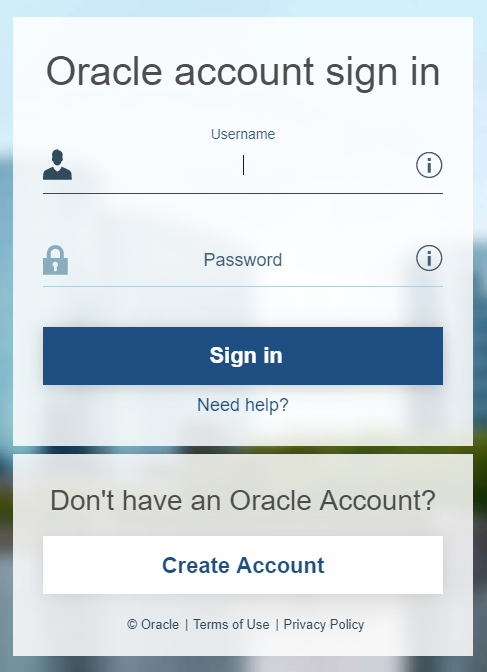 Oracle account sign in
Username
Password
Sign in
Need help?
Don't have an Oracle Account?
Create Account
© Oracle | Terms of Use | Privacy Policy